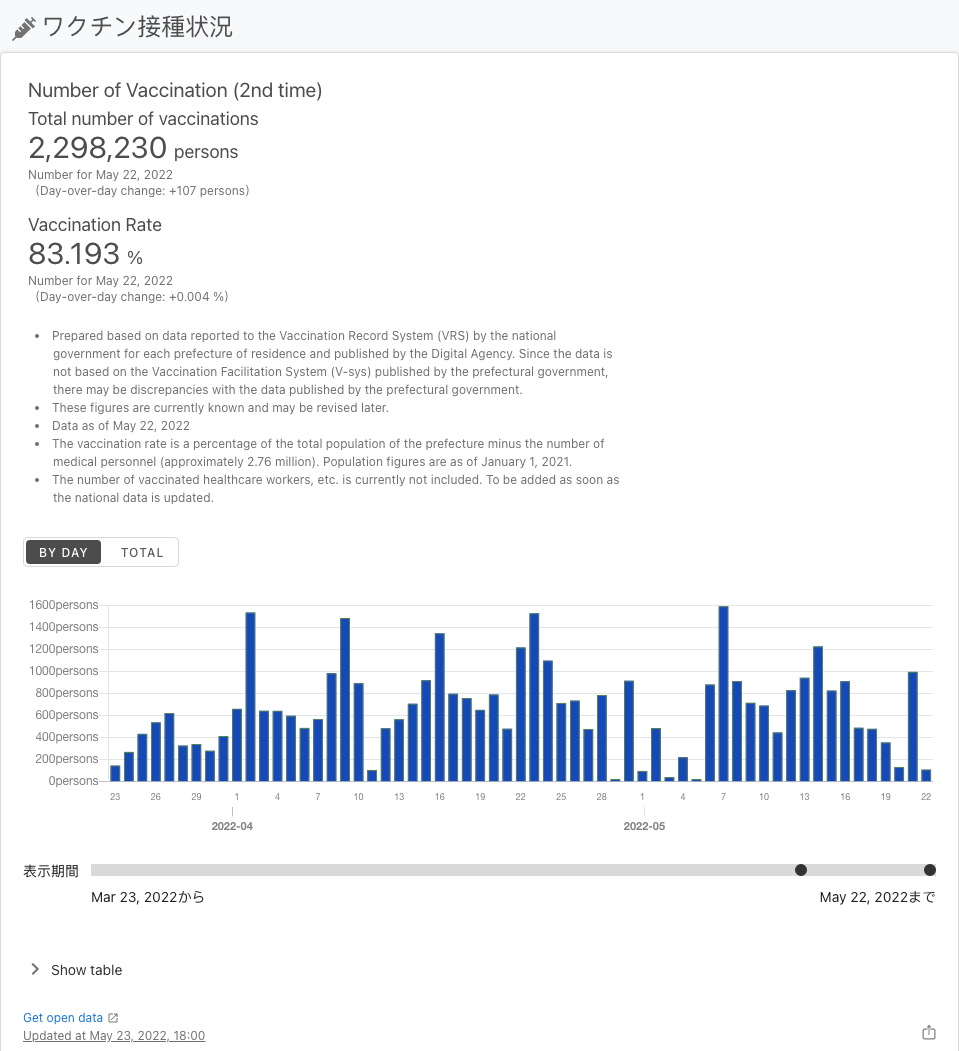 ワクチン接種状況
Number of Vaccination (2nd time)
Total number of vaccinations
2,298,230 persons
Number for May 22, 2022
(Day-over-day change: +107 persons)
Vaccination Rate
83.193 %
Number for May 22, 2022
(Day-over-day change: +0.004 %)
• Prepared based on data reported to the Vaccination Record System (VRS) by the national
government for each prefecture of residence and published by the Digital Agency. Since the data is
not based on the Vaccination Facilitation System (V-sys) published by the prefectural government,
there may be discrepancies with the data published by the prefectural government.
• These figures are currently known and may be revised later.
• Data as of May 22, 2022
• The vaccination rate is a percentage of the total population of the prefecture minus the number of
medical personnel (approximately 2.76 million). Population figures are as of January 1, 2021.
• The number of vaccinated healthcare workers, etc. is currently not included. To be added as soon as
the national data is updated.
BY DAY TOTAL
1600persons
1400persons
1200persons
1000persons
800persons
600persons
400persons
200persons
0persons
23 26 29 1 4 7 10 13 16 19 22 25 28 1 4 7 10 13 16 19 22
2022-04 2022-05
表示期間
Mar 23, 2022から May 22, 2022まで
Show table
Get open data
Updated at May 23, 2022, 18:00